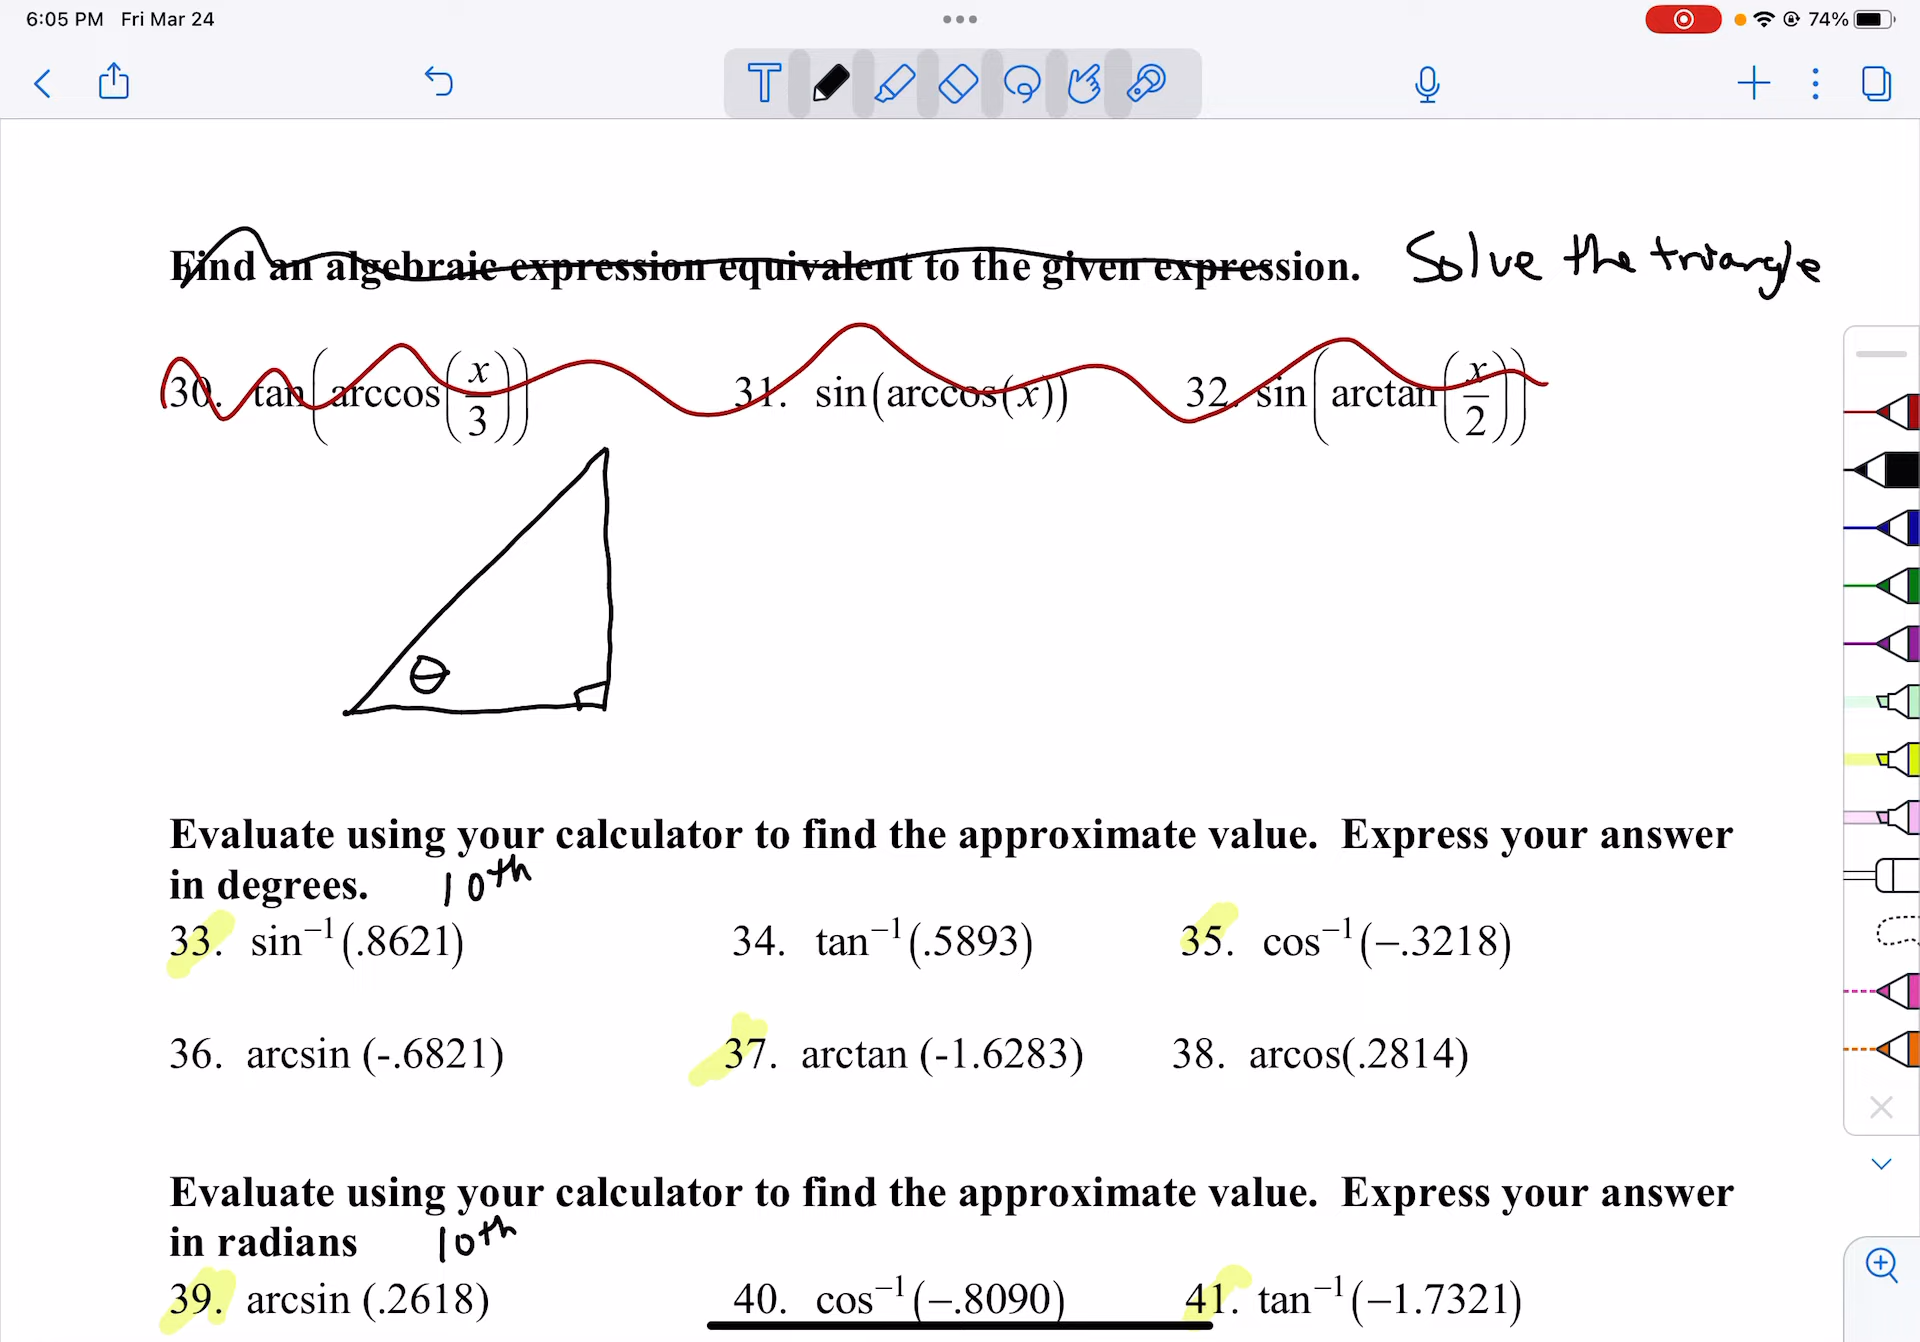 6:05 PM Fri Mar 24 74%
Find an algebraic expression equivalent to the given expression. Solve the triangle
30. tan(arccos(x/3)) 31. sin(arccos(x)) 32. sin(arctan(x/2))
θ
Evaluate using your calculator to find the approximate value. Express your answer
in degrees. 10th
33. sin⁻¹(.8621) 34. tan⁻¹(.5893) 35. cos⁻¹(−.3218)
36. arcsin (-.6821) 37. arctan (-1.6283) 38. arcos(.2814)
Evaluate using your calculator to find the approximate value. Express your answer
in radians 10th
39. arcsin (.2618) 40. cos⁻¹(−.8090) 41. tan⁻¹(−1.7321)